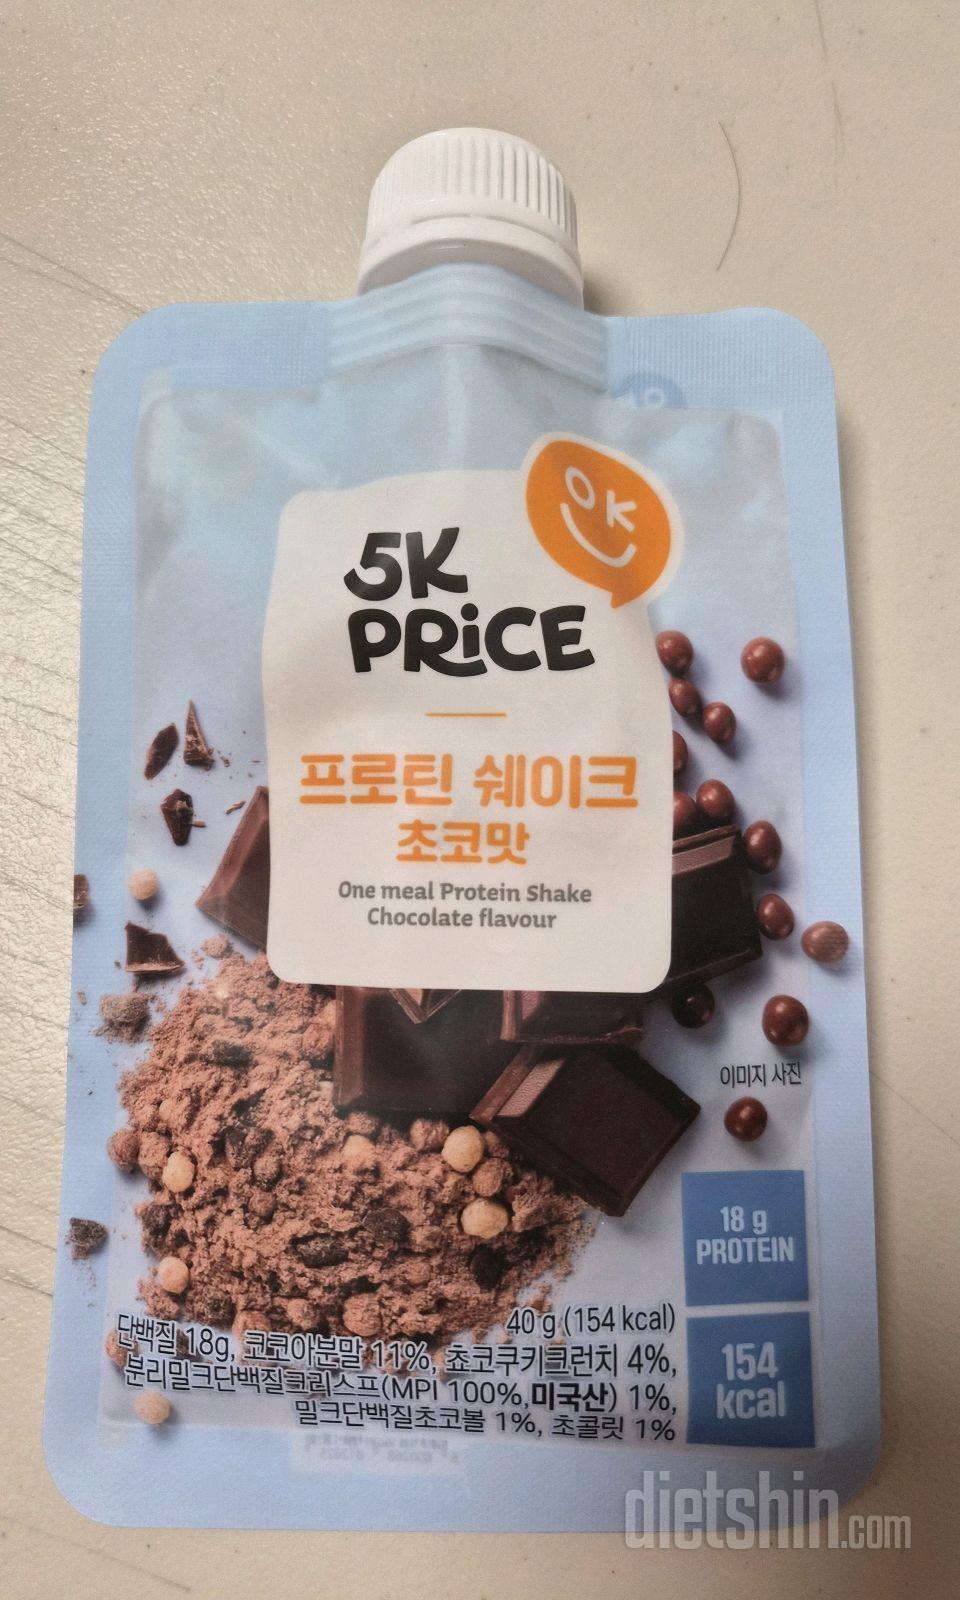 OK
5K
PRiCE
프로틴 쉐이크
초코맛
One meal Protein Shake
Chocolate flavour
이미지 사진
18 g
PROTEIN
154
kcal
40 g (154 kcal)
단백질 18g, 코코아분말 11%, 쵸코쿠키크런치 4%,
분리밀크단백질크리스프(MPI 100%,미국산) 1%,
밀크단백질초코볼 1%, 초콜릿 1%
dietshin.com